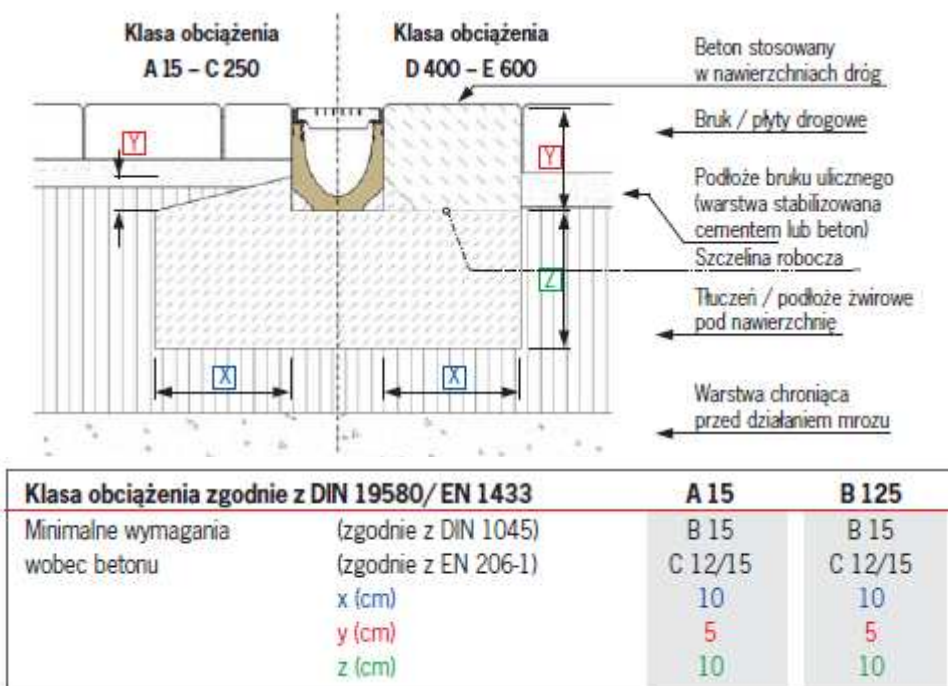 Klasa obciążenia
A 15 – C 250
Klasa obciążenia
D 400 – E 600
Beton stosowany
w nawierzchniach dróg
Bruk / płyty drogowe
Podłoże bruku ulicznego
(warstwa stabilizowana
cementem lub beton)
Szczelina robocza
Tłuczeń / podłoże żwirowe
pod nawierzchnię
Warstwa chroniąca
przed działaniem mrozu
Y
Y
Z
X
X
Klasa obciążenia zgodnie z DIN 19580/ EN 1433 A 15 B 125
Minimalne wymagania (zgodnie z DIN 1045) B 15 B 15
wobec betonu (zgodnie z EN 206-1) C 12/15 C 12/15
x (cm) 10 10
y (cm) 5 5
z (cm) 10 10